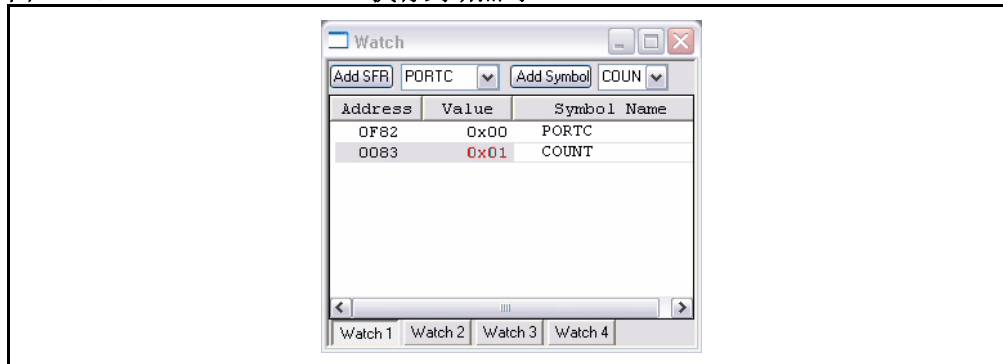 Watch
Add SFR PORTC Add Symbol COUN
Address Value Symbol Name
0F82 0x00 PORTC
0083 0x01 COUNT
Watch 1 Watch 2 Watch 3 Watch 4